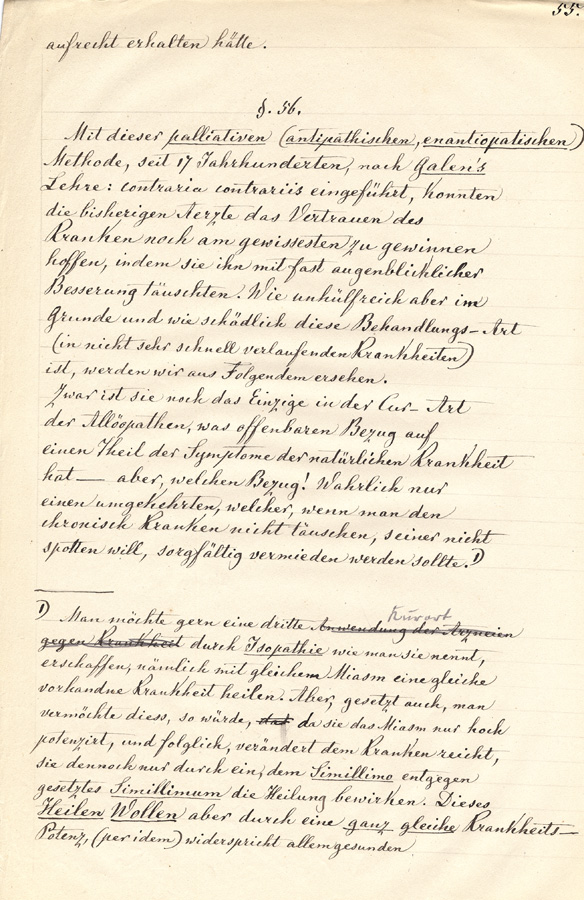 55.
aufrecht erhalten hätte.
§. 56.
Mit dieser palliativen (antipathischen, enantiopatischen)
Methode, seit 17 Jahrhunderten, nach Galen's
Lehre: contraria contrariis eingeführt, konnten
die bisherigen Aerzte das Vertrauen des
Kranken noch am gewissesten zu gewinnen
hoffen, indem sie ihn mit fast augenblicklicher
Besserung täuschten. Wie unhülfreich aber im
Grunde und wie schädlich diese Behandlungs-Art
(in nicht sehr schnell verlaufenden Krankheiten)
ist, werden wir aus Folgendem ersehen.
Zwar ist sie noch das Einzige in der Cur-Art
der Allöopathen, was offenbaren Bezug auf
einen Theil der Symptome der natürlichen Krankheit
hat — aber, welchen Bezug! Wahrlich nur
einen umgekehrten, welcher, wenn man den
chronisch Kranken nicht täuschen, seiner nicht
spotten will, sorgfältig vermieden werden sollte. 1)
Kurart
1) Man möchte gern eine dritte Anwendung der Arzneien
gegen Krankheit durch Isopathie wie man sie nennt,
erschaffen, nämlich mit gleichem Miasm eine gleiche
vorhandne Krankheit heilen. Aber, gesetzt auch, man
vermöchte diess, so würde, dad da sie das Miasm nur hoch
potenzirt, und folglich, verändert dem Kranken reicht,
sie dennoch nur durch ein, dem Simillimo entgegen
gesetztes Simillimum die Heilung bewirken. Dieses
Heilen Wollen aber durch eine ganz gleiche Krankheits-
Potenz, (per idem) widerspricht allem gesunden